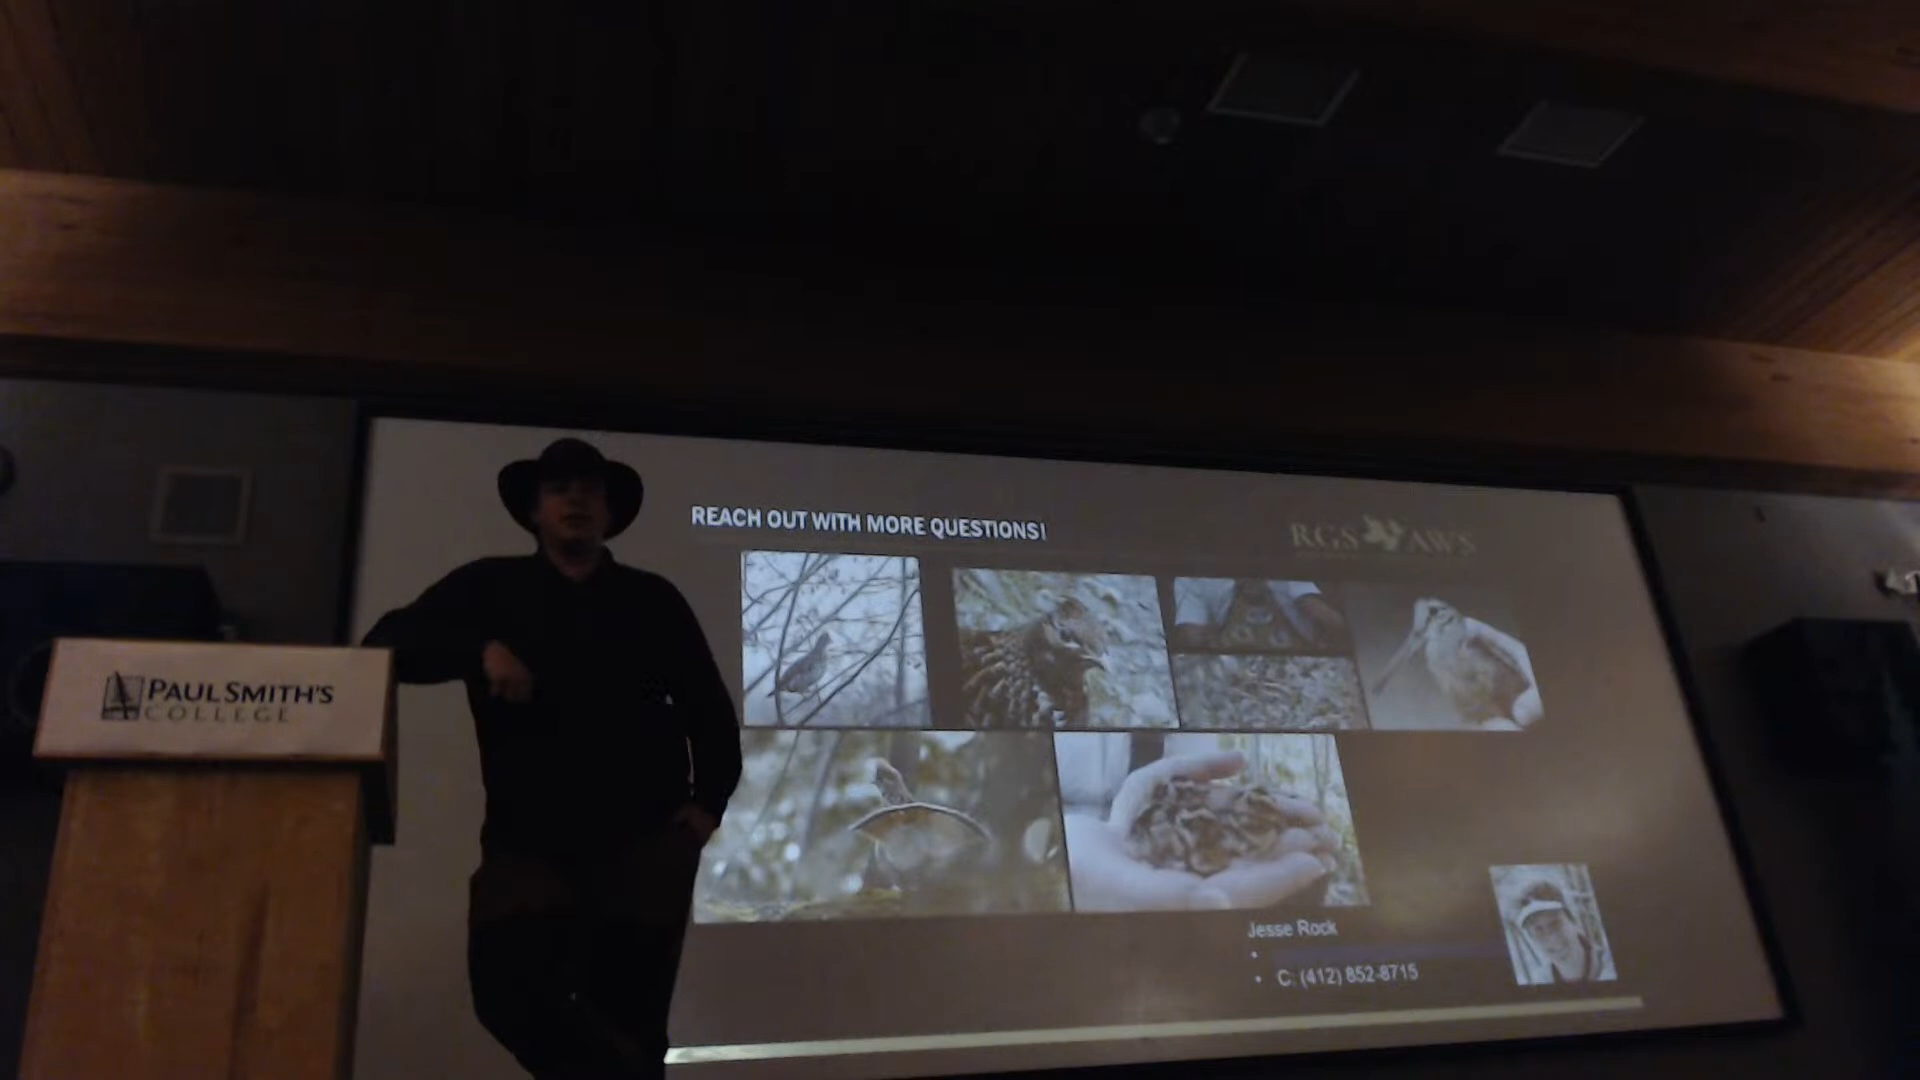 REACH OUT WITH MORE QUESTIONS!
RGS AWS
PAUL SMITH'S
COLLEGE
Jesse Rock
• C: (412) 852-8715